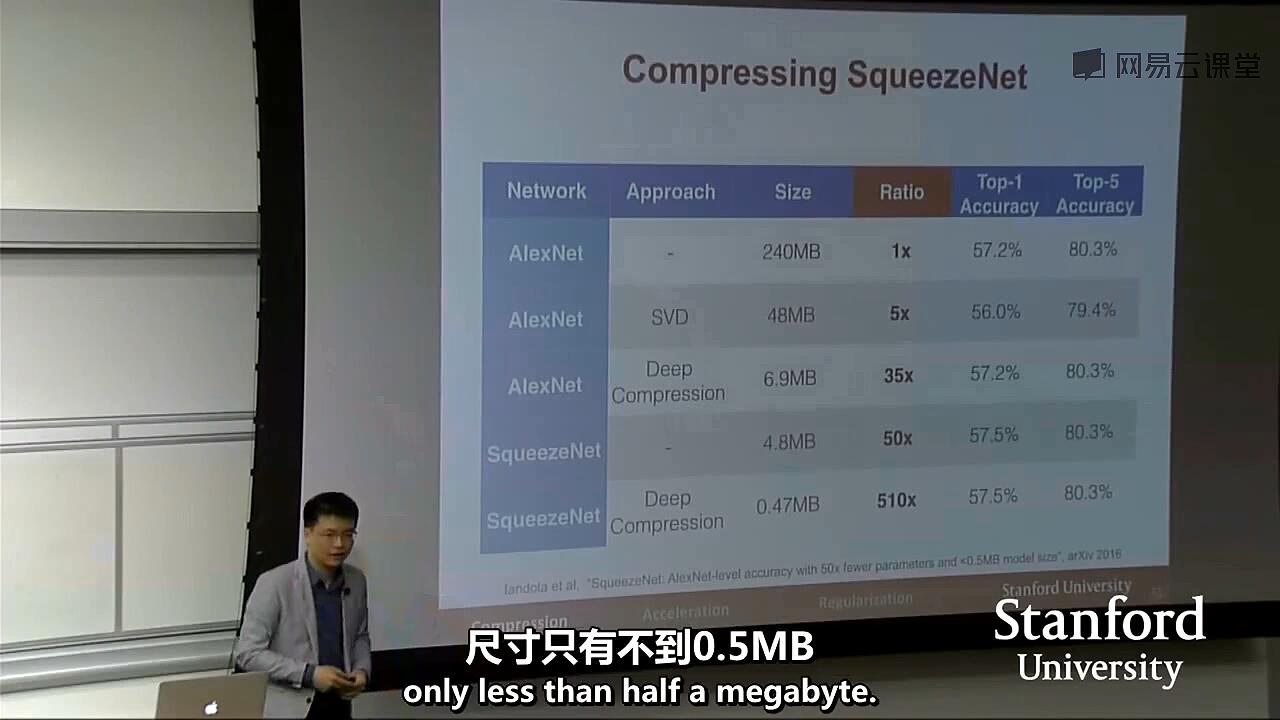 网易云课堂
Compressing SqueezeNet
Network Approach Size Ratio Top-1 Accuracy Top-5 Accuracy
AlexNet - 240MB 1x 57.2% 80.3%
AlexNet SVD 48MB 5x 56.0% 79.4%
AlexNet Deep Compression 6.9MB 35x 57.2% 80.3%
SqueezeNet - 4.8MB 50x 57.5% 80.3%
SqueezeNet Deep Compression 0.47MB 510x 57.5% 80.3%
Iandola et al, "SqueezeNet: AlexNet-level accuracy with 50x fewer parameters and <0.5MB model size", arXiv 2016
Compression Acceleration Regularization Stanford University
Stanford
University
尺寸只有不到0.5MB
only less than half a megabyte.